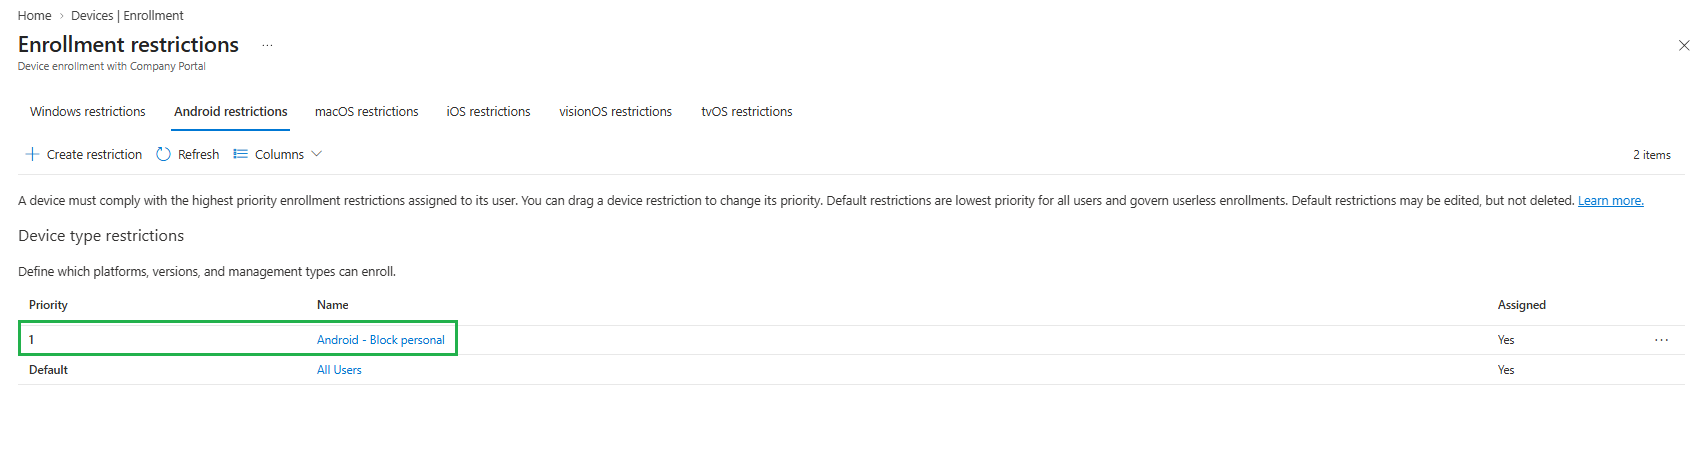 Home > Devices | Enrollment
Enrollment restrictions ...
Device enrollment with Company Portal
Windows restrictions Android restrictions macOS restrictions iOS restrictions visionOS restrictions tvOS restrictions
Create restriction Refresh Columns 2 items
A device must comply with the highest priority enrollment restrictions assigned to its user. You can drag a device restriction to change its priority. Default restrictions are lowest priority for all users and govern userless enrollments. Default restrictions may be edited, but not deleted. Learn more.
Device type restrictions
Define which platforms, versions, and management types can enroll.
Priority Name Assigned
1 Android - Block personal Yes ...
Default All Users Yes